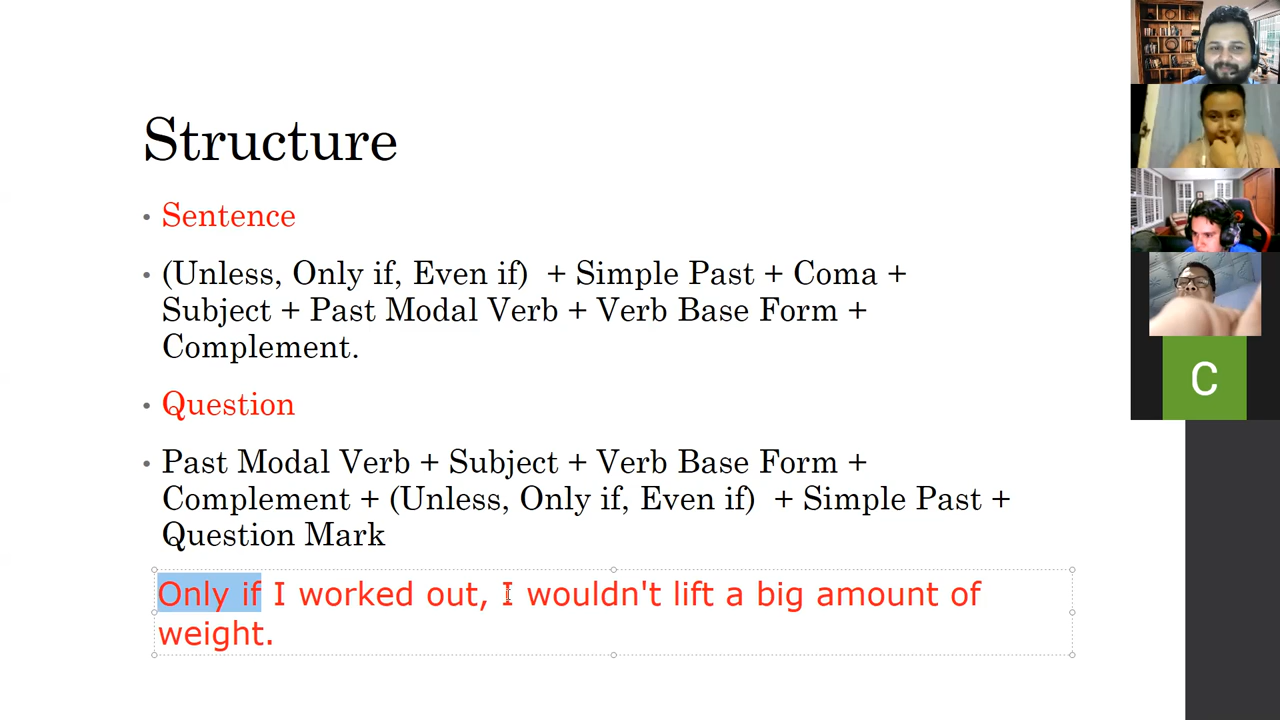 Structure
• Sentence
• (Unless, Only if, Even if) + Simple Past + Coma +
Subject + Past Modal Verb + Verb Base Form +
Complement.
• Question
• Past Modal Verb + Subject + Verb Base Form +
Complement + (Unless, Only if, Even if) + Simple Past +
Question Mark
Only if I worked out, I wouldn't lift a big amount of
weight.
C